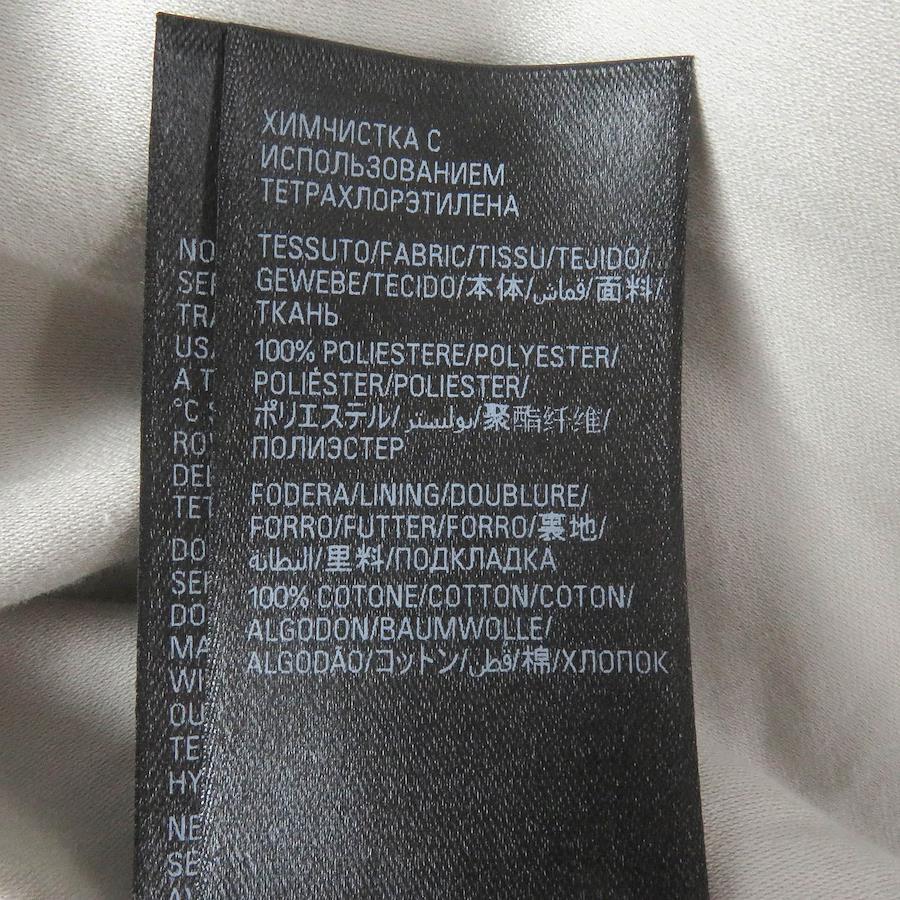 ХИМЧИСТКА С
ИСПОЛЬЗОВАНИЕМ
ТЕТРАХЛОРЭТИЛЕНА
TESSUTO/FABRIC/TISSU/TEJIDO/
GEWEBE/TECIDO/本体/قماش/面料/
ТКАНЬ
100% POLIESTERE/POLYESTER/
POLIÉSTER/POLIESTER/
ポリエステル/بوليستر/聚酯纤维/
ПОЛИЭСТЕР
FODERA/LINING/DOUBLURE/
FORRO/FUTTER/FORRO/裏地/
البطانة/里料/ПОДКЛАДКА
100% COTONE/COTTON/COTON/
ALGODON/BAUMWOLLE/
ALGODÃO/コットン/قطن/棉/ХЛОПОК